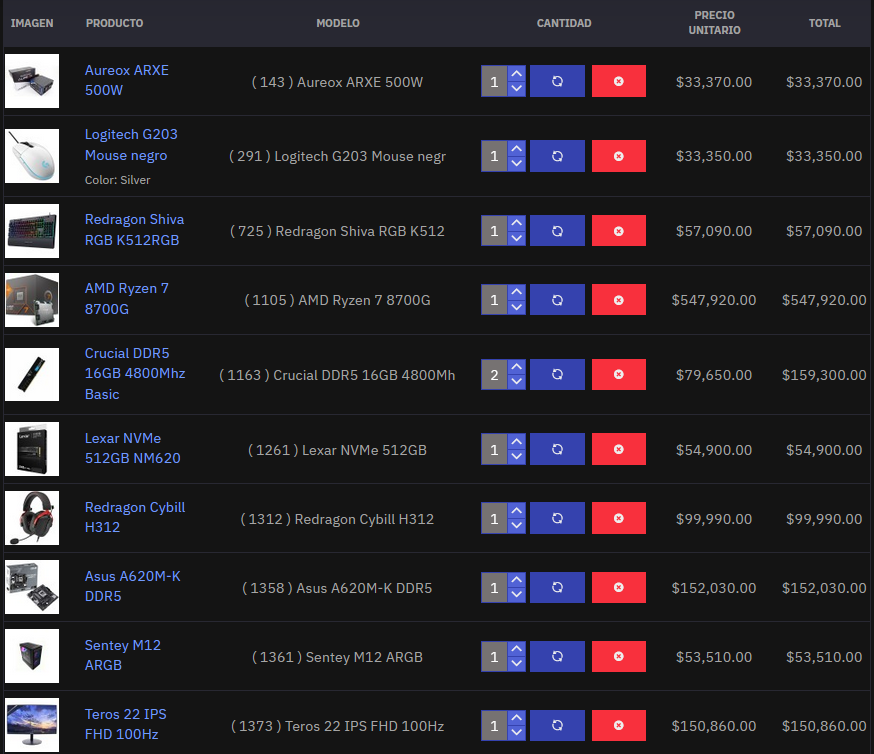 IMAGEN PRODUCTO MODELO CANTIDAD PRECIO UNITARIO TOTAL
Aureox ARXE 500W ( 143 ) Aureox ARXE 500W 1 $33,370.00 $33,370.00
Logitech G203 Mouse negro ( 291 ) Logitech G203 Mouse negr 1 $33,350.00 $33,350.00
Color: Silver
Redragon Shiva RGB K512RGB ( 725 ) Redragon Shiva RGB K512 1 $57,090.00 $57,090.00
AMD Ryzen 7 8700G ( 1105 ) AMD Ryzen 7 8700G 1 $547,920.00 $547,920.00
Crucial DDR5 16GB 4800Mhz Basic ( 1163 ) Crucial DDR5 16GB 4800Mh 2 $79,650.00 $159,300.00
Lexar NVMe 512GB NM620 ( 1261 ) Lexar NVMe 512GB 1 $54,900.00 $54,900.00
Redragon Cybill H312 ( 1312 ) Redragon Cybill H312 1 $99,990.00 $99,990.00
Asus A620M-K DDR5 ( 1358 ) Asus A620M-K DDR5 1 $152,030.00 $152,030.00
Sentey M12 ARGB ( 1361 ) Sentey M12 ARGB 1 $53,510.00 $53,510.00
Teros 22 IPS FHD 100Hz ( 1373 ) Teros 22 IPS FHD 100Hz 1 $150,860.00 $150,860.00